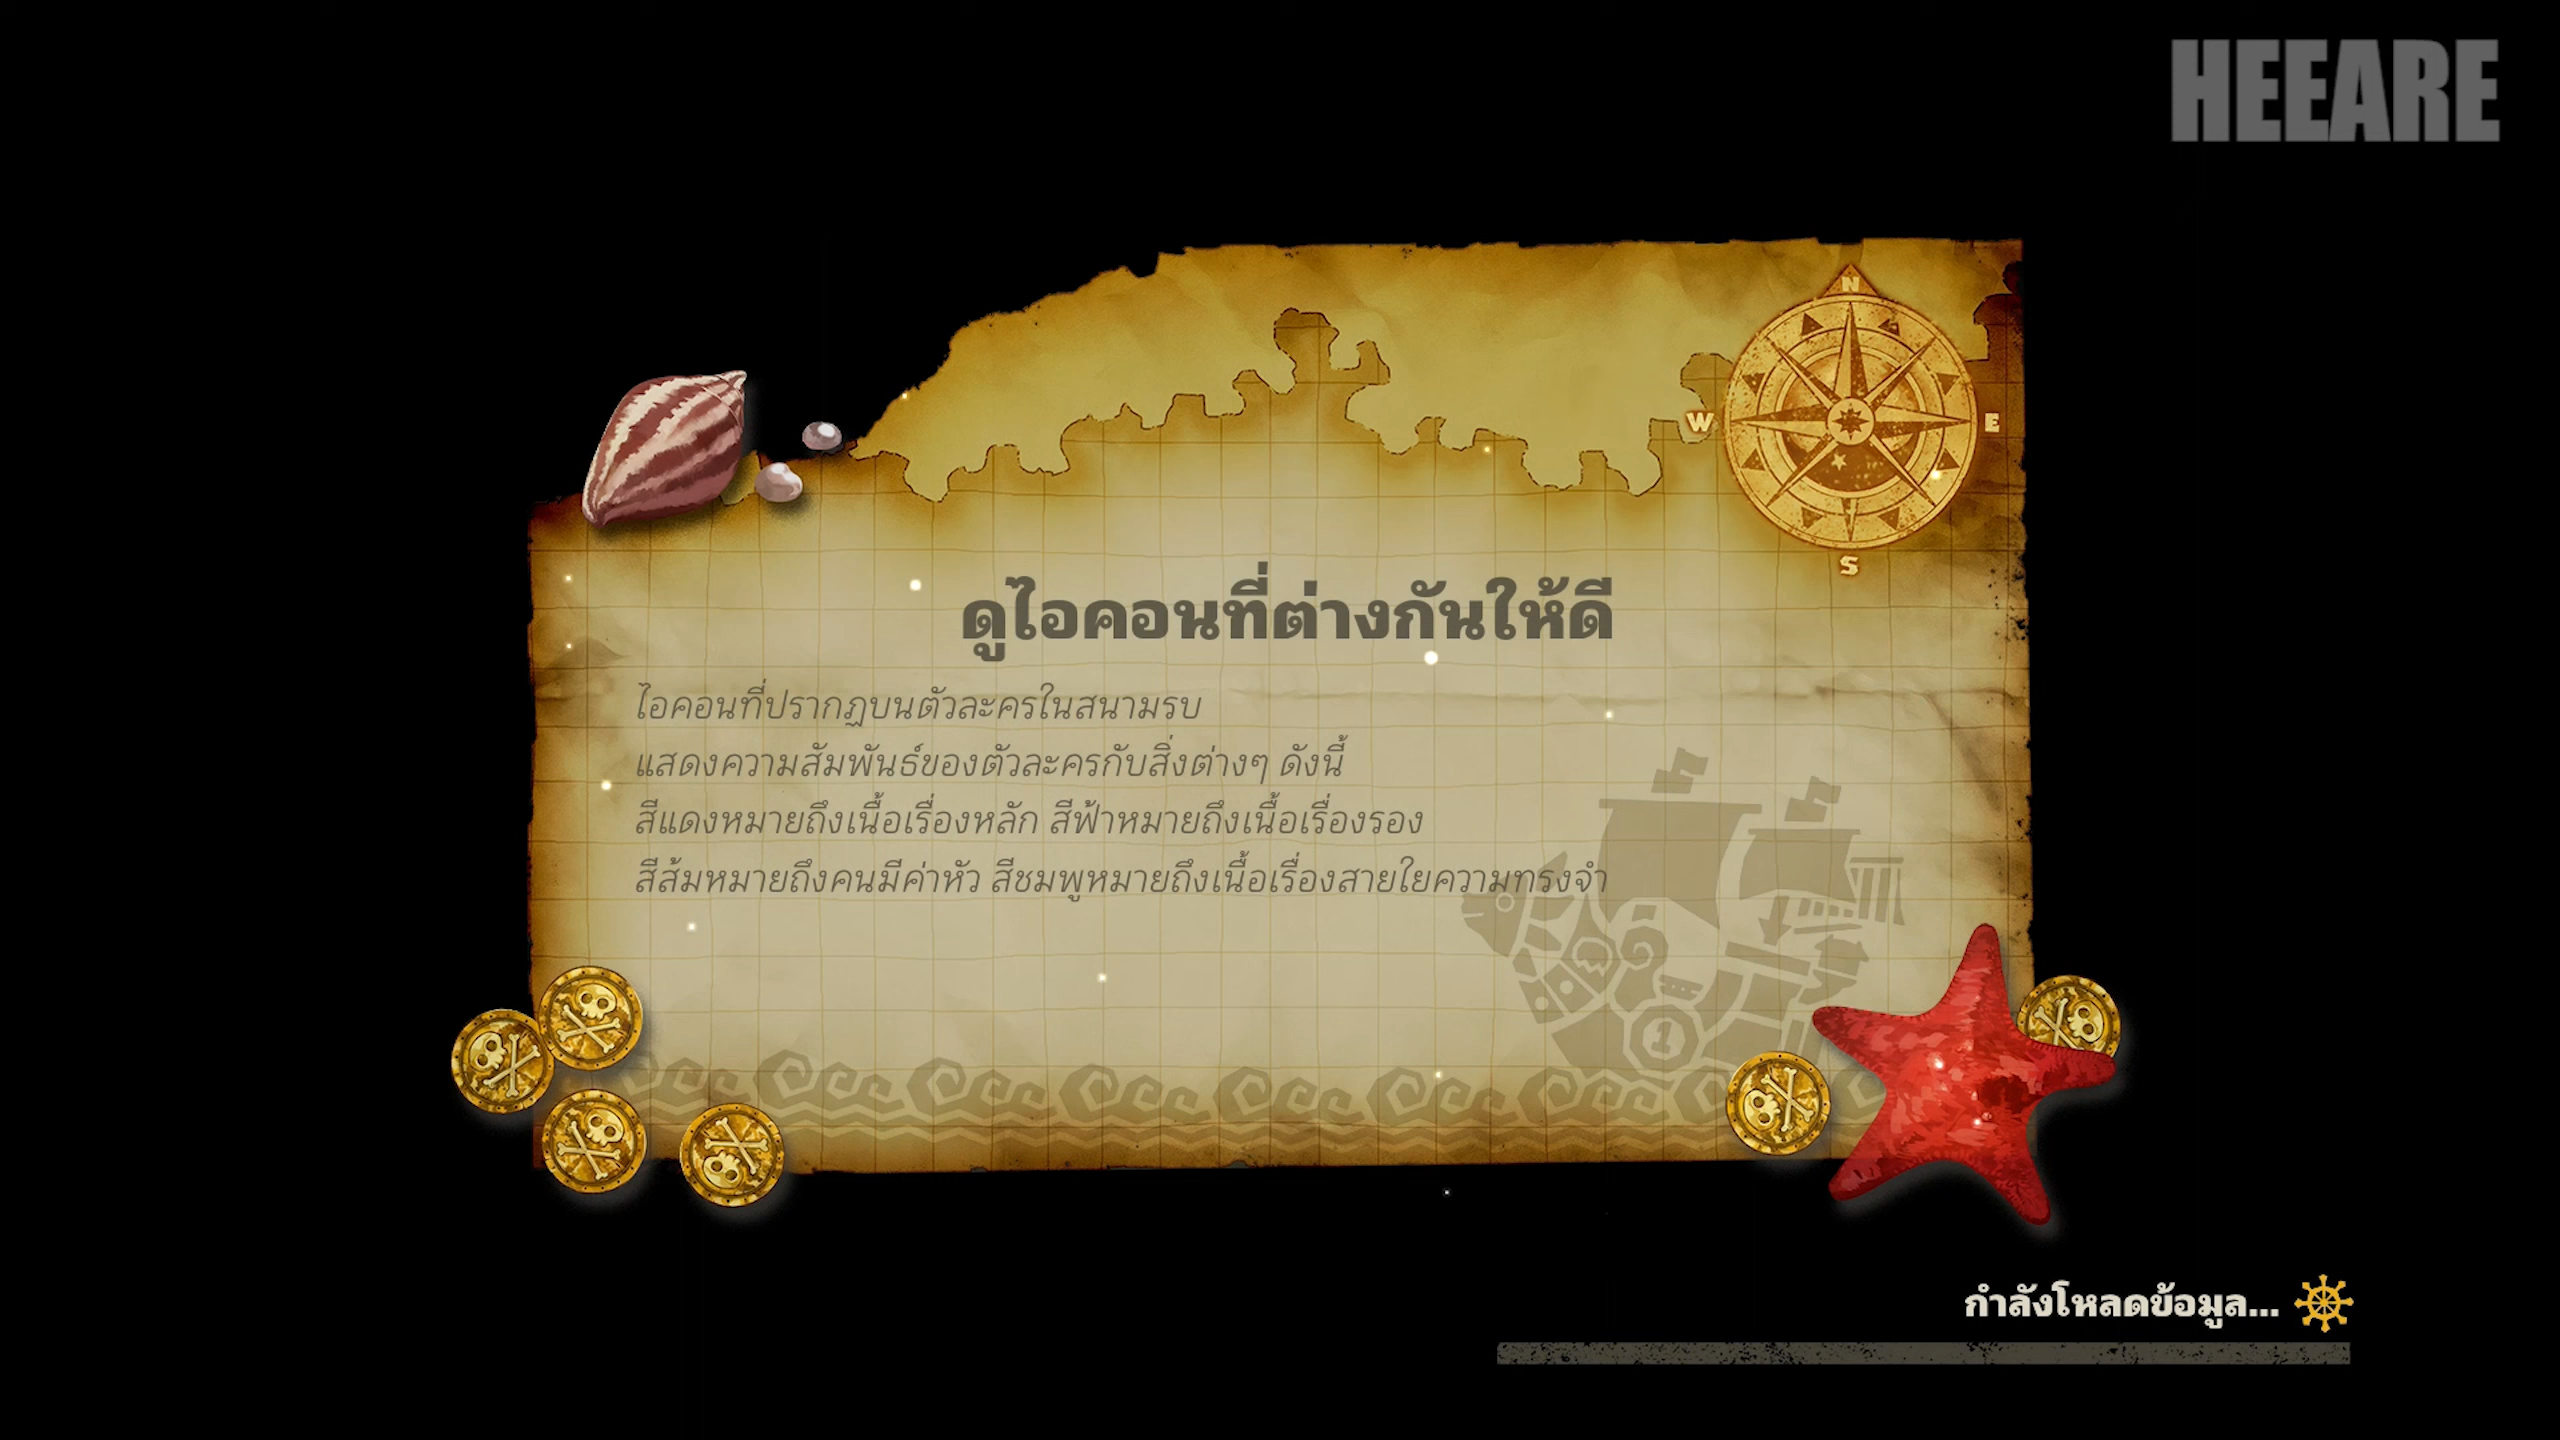 HEEARE
N
W
E
S
ดูไอคอนที่ต่างกันให้ดี
ไอคอนที่ปรากฏบนตัวละครในสนามรบ
แสดงความสัมพันธ์ของตัวละครกับสิ่งต่างๆ ดังนี้
สีแดงหมายถึงเนื้อเรื่องหลัก สีฟ้าหมายถึงเนื้อเรื่องรอง
สีส้มหมายถึงคนมีค่าหัว สีชมพูหมายถึงเนื้อเรื่องสายใยความทรงจำ
1
กำลังโหลดข้อมูล...